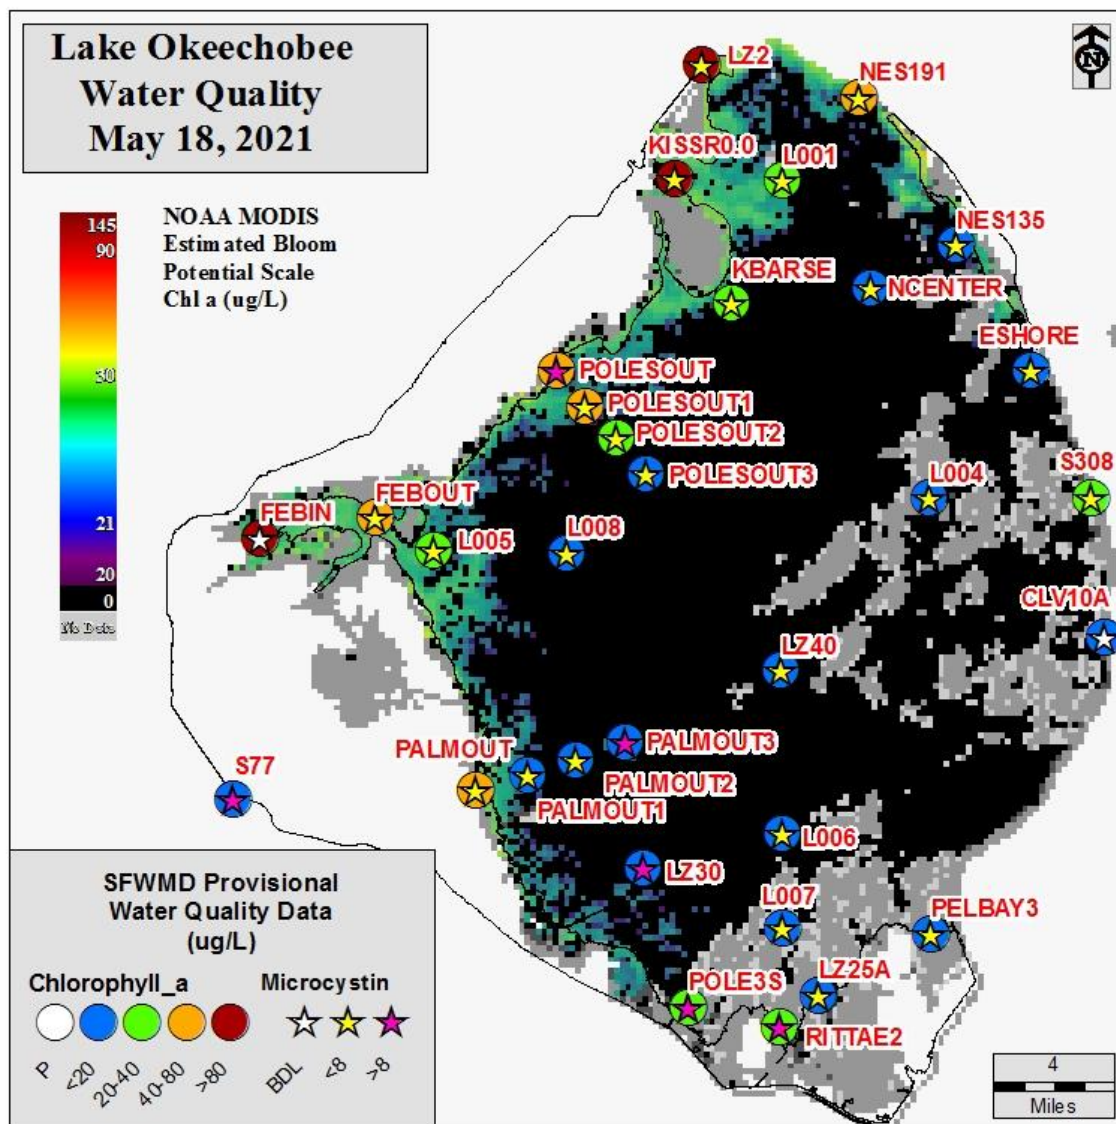 Lake Okeechobee
Water Quality
May 18, 2021
N
LZ2
NES191
KISSR0.0
L001
NOAA MODIS
Estimated Bloom
Potential Scale
Chl a (ug/L)
145
90
30
21
20
0
No Data
NES135
KBARSE
NCENTER
ESHORE
POLESOUT
POLESOUT1
POLESOUT2
POLESOUT3
L004
S308
FEBOUT
FEBIN
L005
L008
CLV10A
LZ40
PALMOUT
PALMOUT3
PALMOUT2
PALMOUT1
S77
L006
LZ30
L007
PELBAY3
LZ25A
POLE3S
RITTAE2
SFWMD Provisional
Water Quality Data
(ug/L)
Chlorophyll_a Microcystin
P <20 20-40 40-80 >80 BDL <8 >8
4
Miles